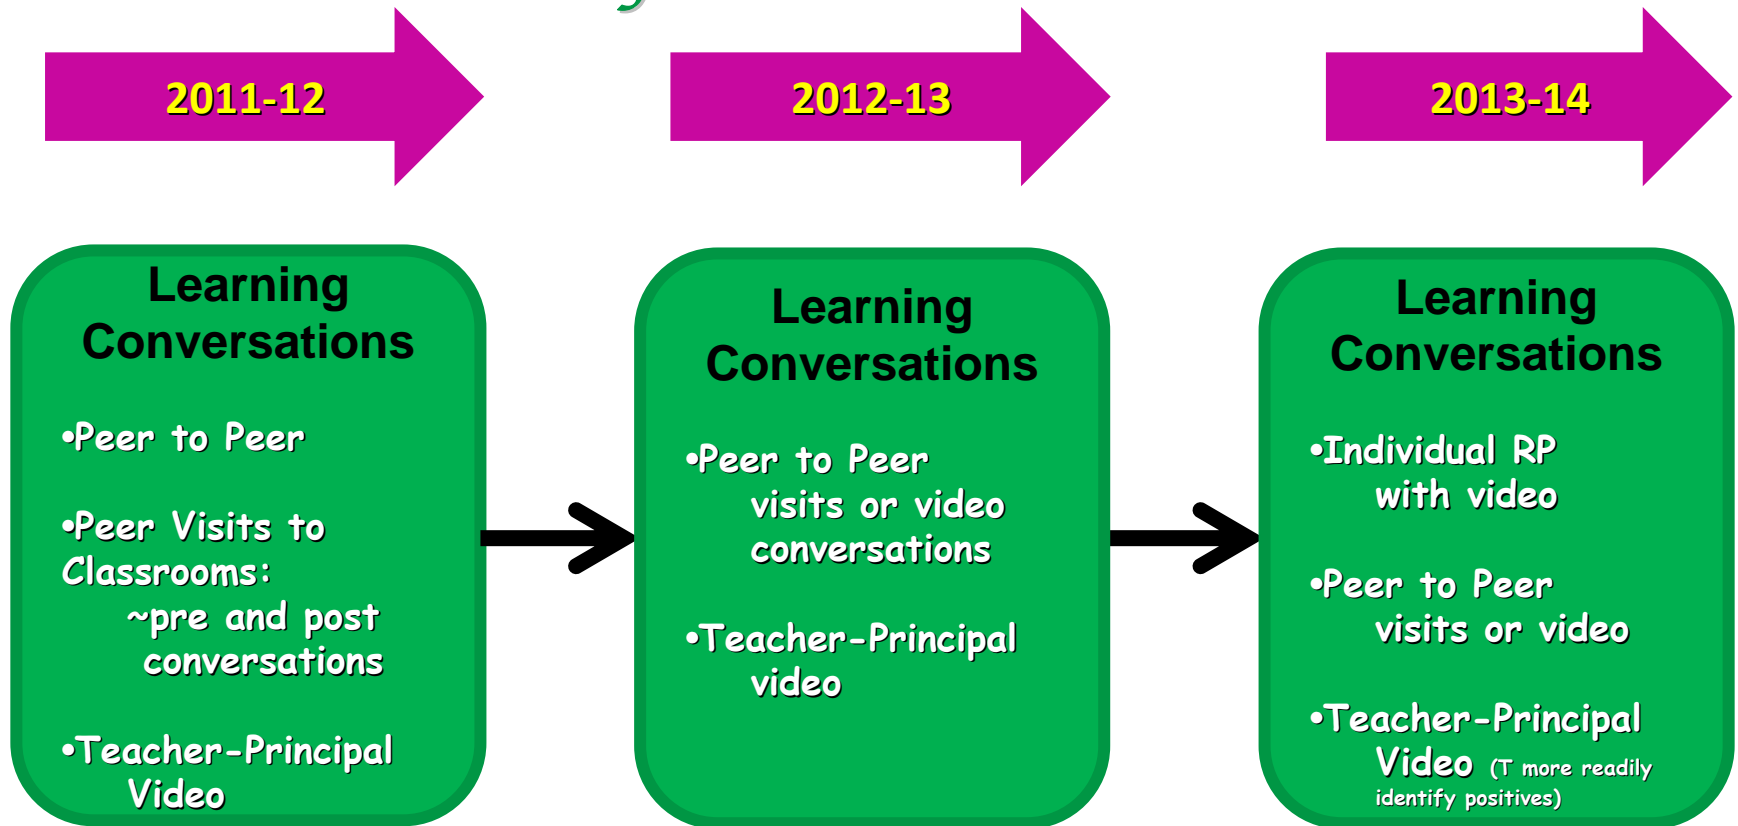 2011-12
2012-13
2013-14
Learning
Conversations
•Peer to Peer
•Peer Visits to
Classrooms:
~pre and post
conversations
•Teacher-Principal
Video
Learning
Conversations
•Peer to Peer
visits or video
conversations
•Teacher-Principal
video
Learning
Conversations
•Individual RP
with video
•Peer to Peer
visits or video
•Teacher-Principal
Video (T more readily
identify positives)